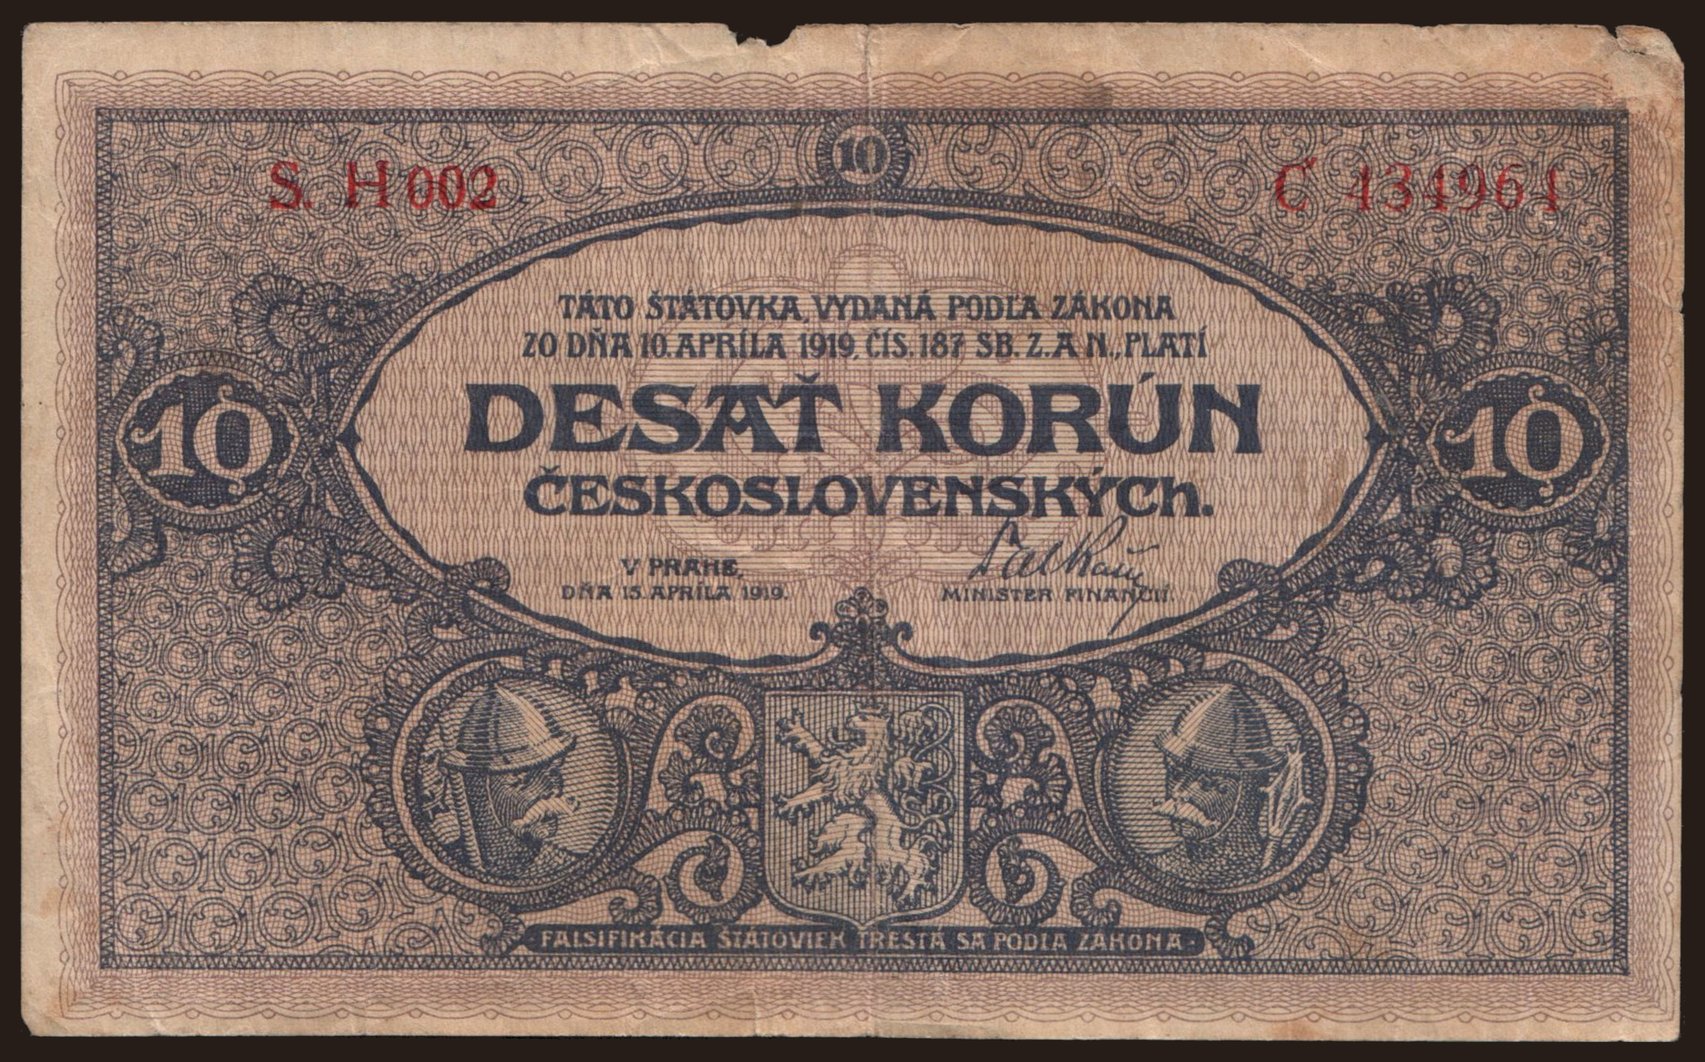 10
S. H 002
C 434964
TÁTO ŠTÁTOVKA, VYDANÁ PODĽA ZÁKONA
ZO DŇA 10. APRÍLA 1919, ČÍS. 187 SB. Z. A N., PLATÍ
10
DESAŤ KORÚN
10
ČESKOSLOVENSKÝCh.
V PRAHE,
DŇA 15. APRÍLA 1919.
MINISTER FINANCIÍ.
FALSIFIKÁCIA ŠTÁTOVIEK TRESTÁ SA PODĽA ZÁKONA.